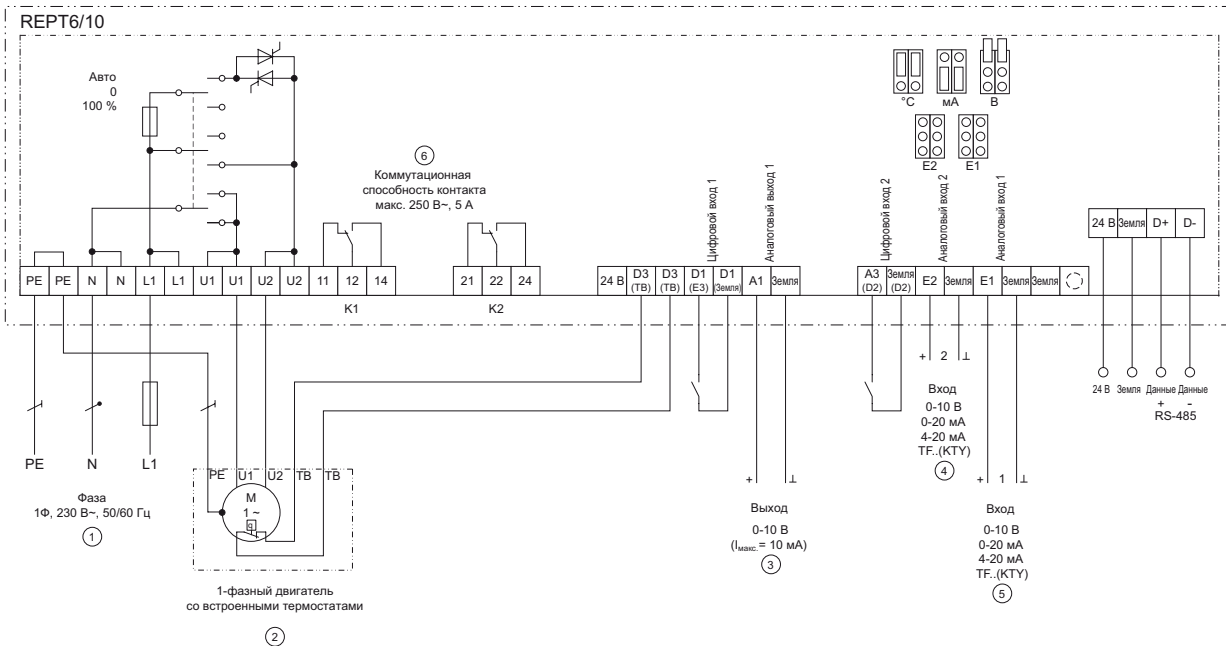 REPT6/10
Авто
0
100 %
6
Коммутационная
способность контакта
макс. 250 В~, 5 А
°C
мА
В
E2
E1
Цифровой вход 1
Аналоговый выход 1
Цифровой вход 2
Аналоговый вход 2
Аналоговый вход 1
PE PE N N L1 L1 U1 U1 U2 U2 11 12 14
K1
21 22 24
K2
24 В D3 (TB) D3 (TB) D1 (E3) D1 (Земля) A1 Земля
A3 (D2) Земля (D2) E2 Земля E1 Земля Земля
24 В Земля D+ D-
24 В Земля Данные + Данные -
RS-485
PE N L1
Фаза
1Ф, 230 В~, 50/60 Гц
1
PE U1 U2 TB TB
M
1 ~
1-фазный двигатель
со встроенными термостатами
2
+ ⊥
Выход
0-10 В
(Iмакс.= 10 мА)
3
+ 2 ⊥
Вход
0-10 В
0-20 мА
4-20 мА
TF..(KTY)
4
+ 1 ⊥
Вход
0-10 В
0-20 мА
4-20 мА
TF..(KTY)
5